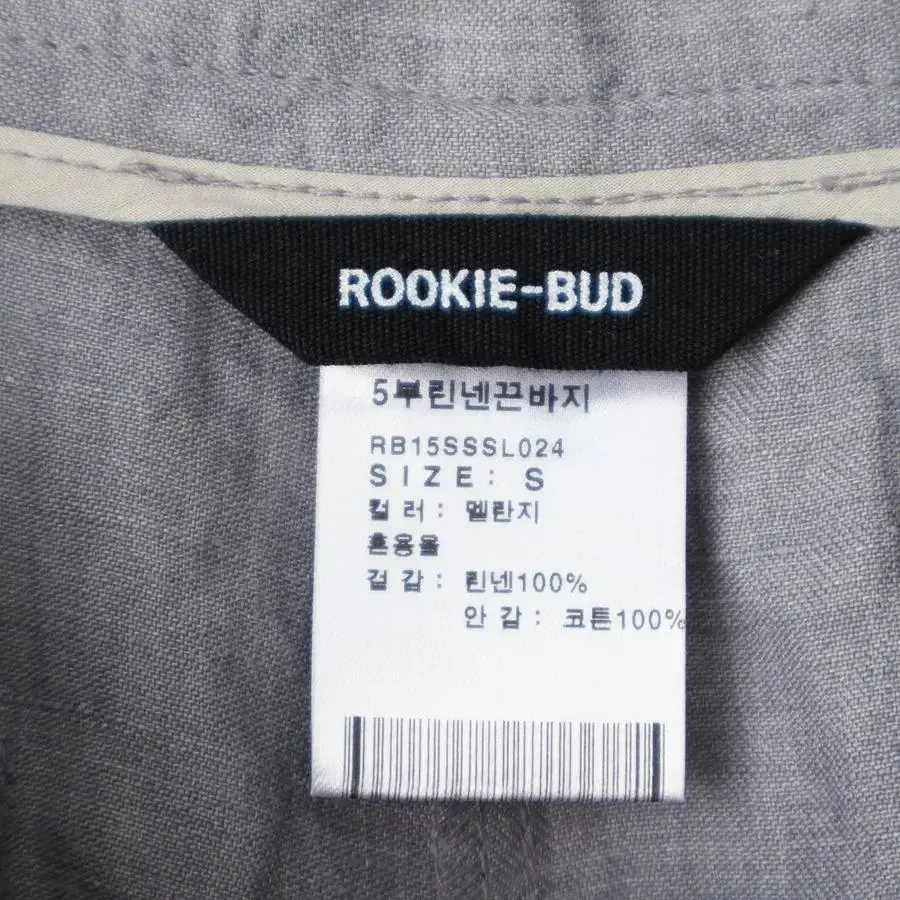 ROOKIE-BUD
5부린넨끈바지
RB15SSSL024
SIZE: S
컬러: 멜란지
혼용율
겉감: 린넨100%
안감: 코튼100%